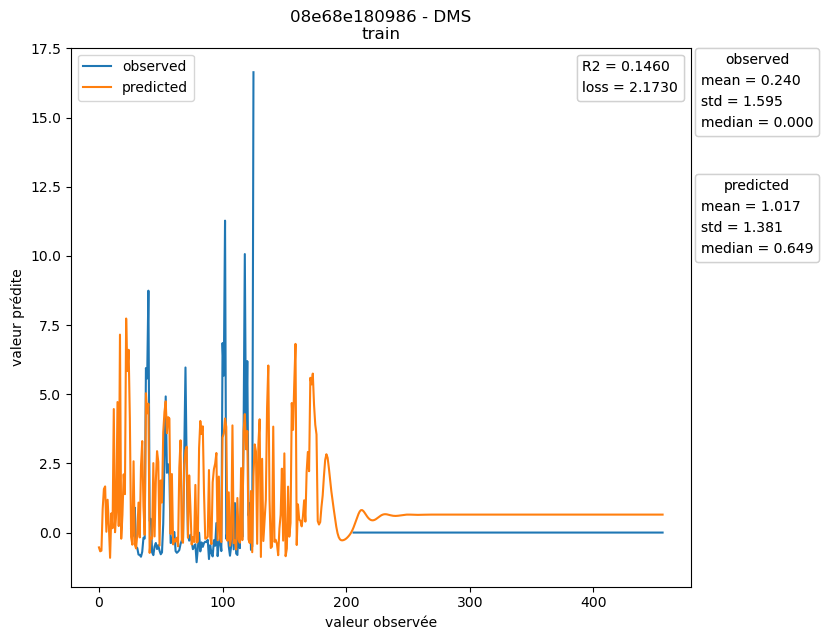 08e68e180986 - DMS
train
observed
predicted
R2 = 0.1460
loss = 2.1730
observed
mean = 0.240
std = 1.595
median = 0.000
predicted
mean = 1.017
std = 1.381
median = 0.649
valeur prédite
17.5
15.0
12.5
10.0
7.5
5.0
2.5
0.0
0
100
200
300
400
valeur observée